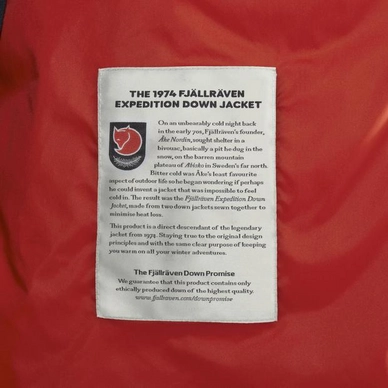 THE 1974 FJÄLLRÄVEN
EXPEDITION DOWN JACKET
On an unbearably cold night back
in the early 70s, Fjällräven's founder,
Åke Nordin, sought shelter in a
bivouac, basically a pit he dug in the
snow, on the barren mountain
plateau of Abisko in Sweden's far north.
Bitter cold was Åke's least favourite
aspect of outdoor life so he began wondering if perhaps
he could invent a jacket that was impossible to feel
cold in. The result was the Fjällräven Expedition Down
Jacket, made from two down jackets sewn together to
minimise heat loss.
This product is a direct descendant of the legendary
jacket from 1974. Staying true to the original design
principles and with the same clear purpose of keeping
you warm on all your winter adventures.
The Fjällräven Down Promise
We guarantee that this product contains only
ethically produced down of the highest quality.
www.fjallraven.com/downpromise